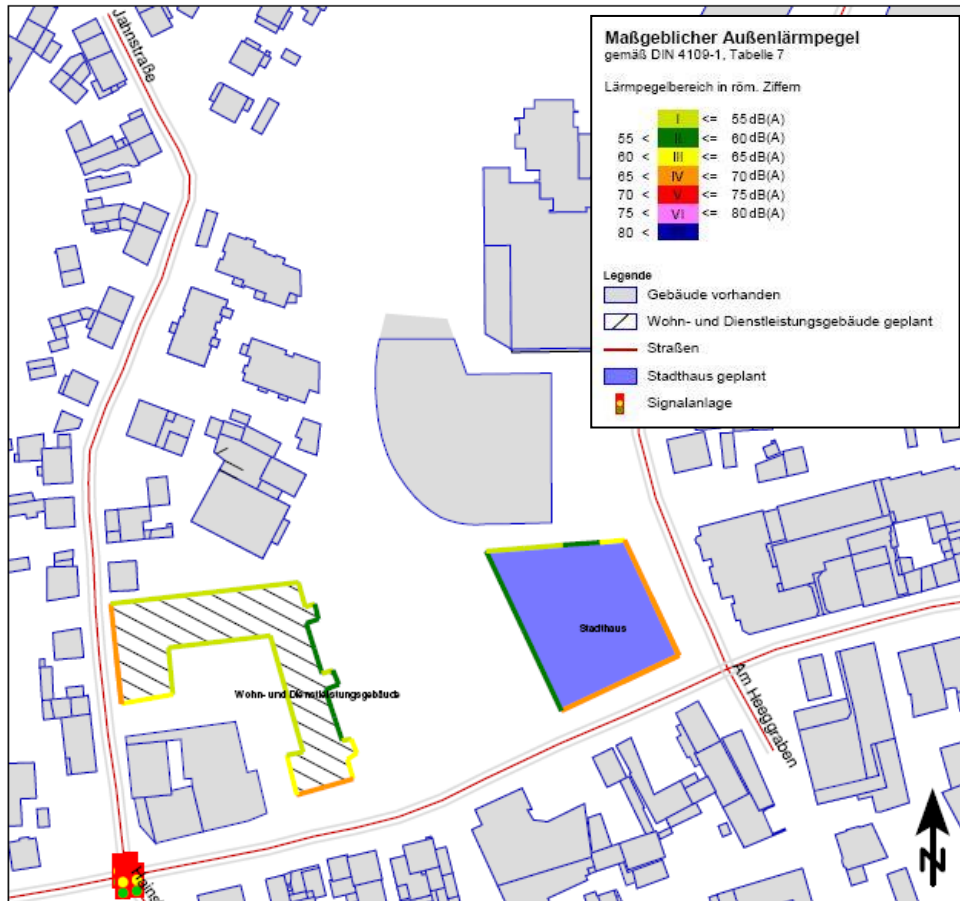 Maßgeblicher Außenlärmpegel
gemäß DIN 4109-1, Tabelle 7
Lärmpegelbereich in röm. Ziffern
I <= 55 dB(A)
55 < II <= 60 dB(A)
60 < III <= 65 dB(A)
65 < IV <= 70 dB(A)
70 < V <= 75 dB(A)
75 < VI <= 80 dB(A)
80 <
Legende
Gebäude vorhanden
Wohn- und Dienstleistungsgebäude geplant
Straßen
Stadthaus geplant
Signalanlage
Jahnstraße
Stadthaus
Wohn- und Dienstleistungsgebäude
Am Heeggraben
N